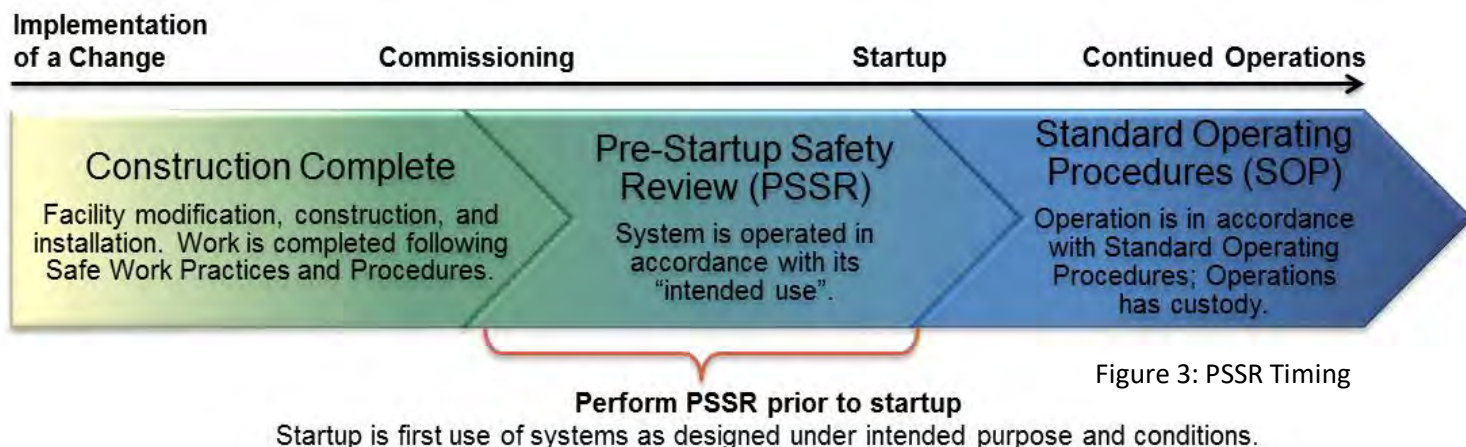 Implementation
of a Change
Commissioning
Startup
Continued Operations
Construction Complete
Facility modification, construction, and
installation. Work is completed following
Safe Work Practices and Procedures.
Pre-Startup Safety
Review (PSSR)
System is operated in
accordance with its
“intended use”.
Standard Operating
Procedures (SOP)
Operation is in accordance
with Standard Operating
Procedures; Operations
has custody.
Figure 3: PSSR Timing
Perform PSSR prior to startup
Startup is first use of systems as designed under intended purpose and conditions.